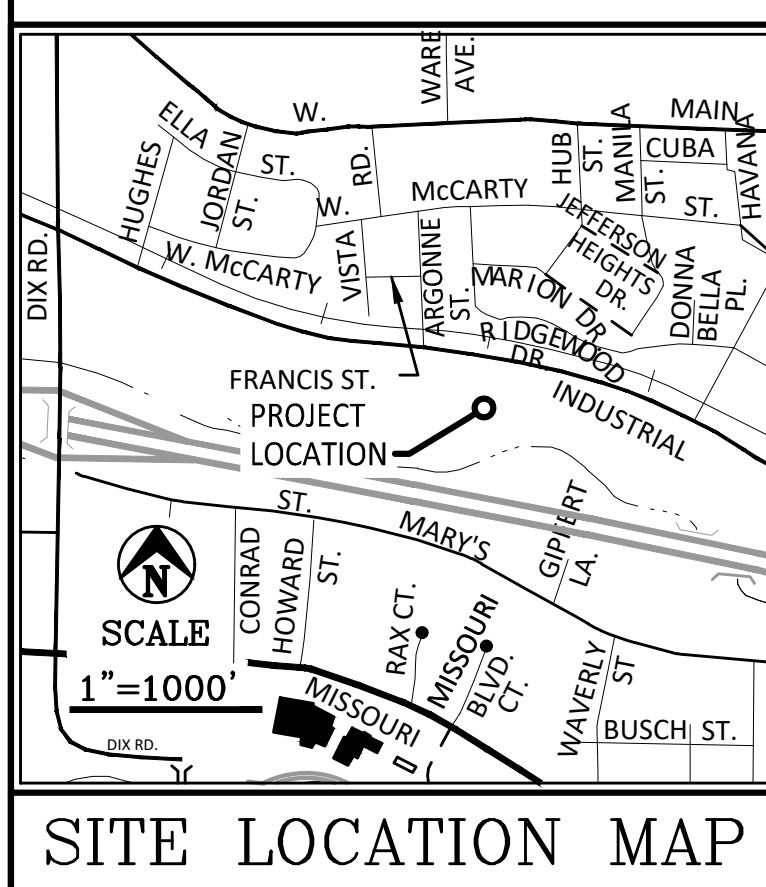 WARE
AVE.
W.
MAIN
ELLA
ST.
JORDAN
ST.
HUGHES
RD.
HUB
ST.
MANILA
ST.
CUBA
HAVANA
W.
McCARTY
ST.
JEFFERSON
HEIGHTS
DR.
W. McCARTY
VISTA
ARGONNE
ST.
MARION DR
DONNA
BELLA
PL.
DIX RD.
RIDGEWOOD
DR.
FRANCIS ST.
PROJECT
LOCATION
INDUSTRIAL
ST.
MARY'S
GIPFERT
LA.
CONRAD
HOWARD
ST.
N
SCALE
1"=1000'
RAX CT.
MISSOURI
BLVD.
CT.
WAVERLY
ST
MISSOURI
BUSCH ST.
DIX RD.
SITE LOCATION MAP